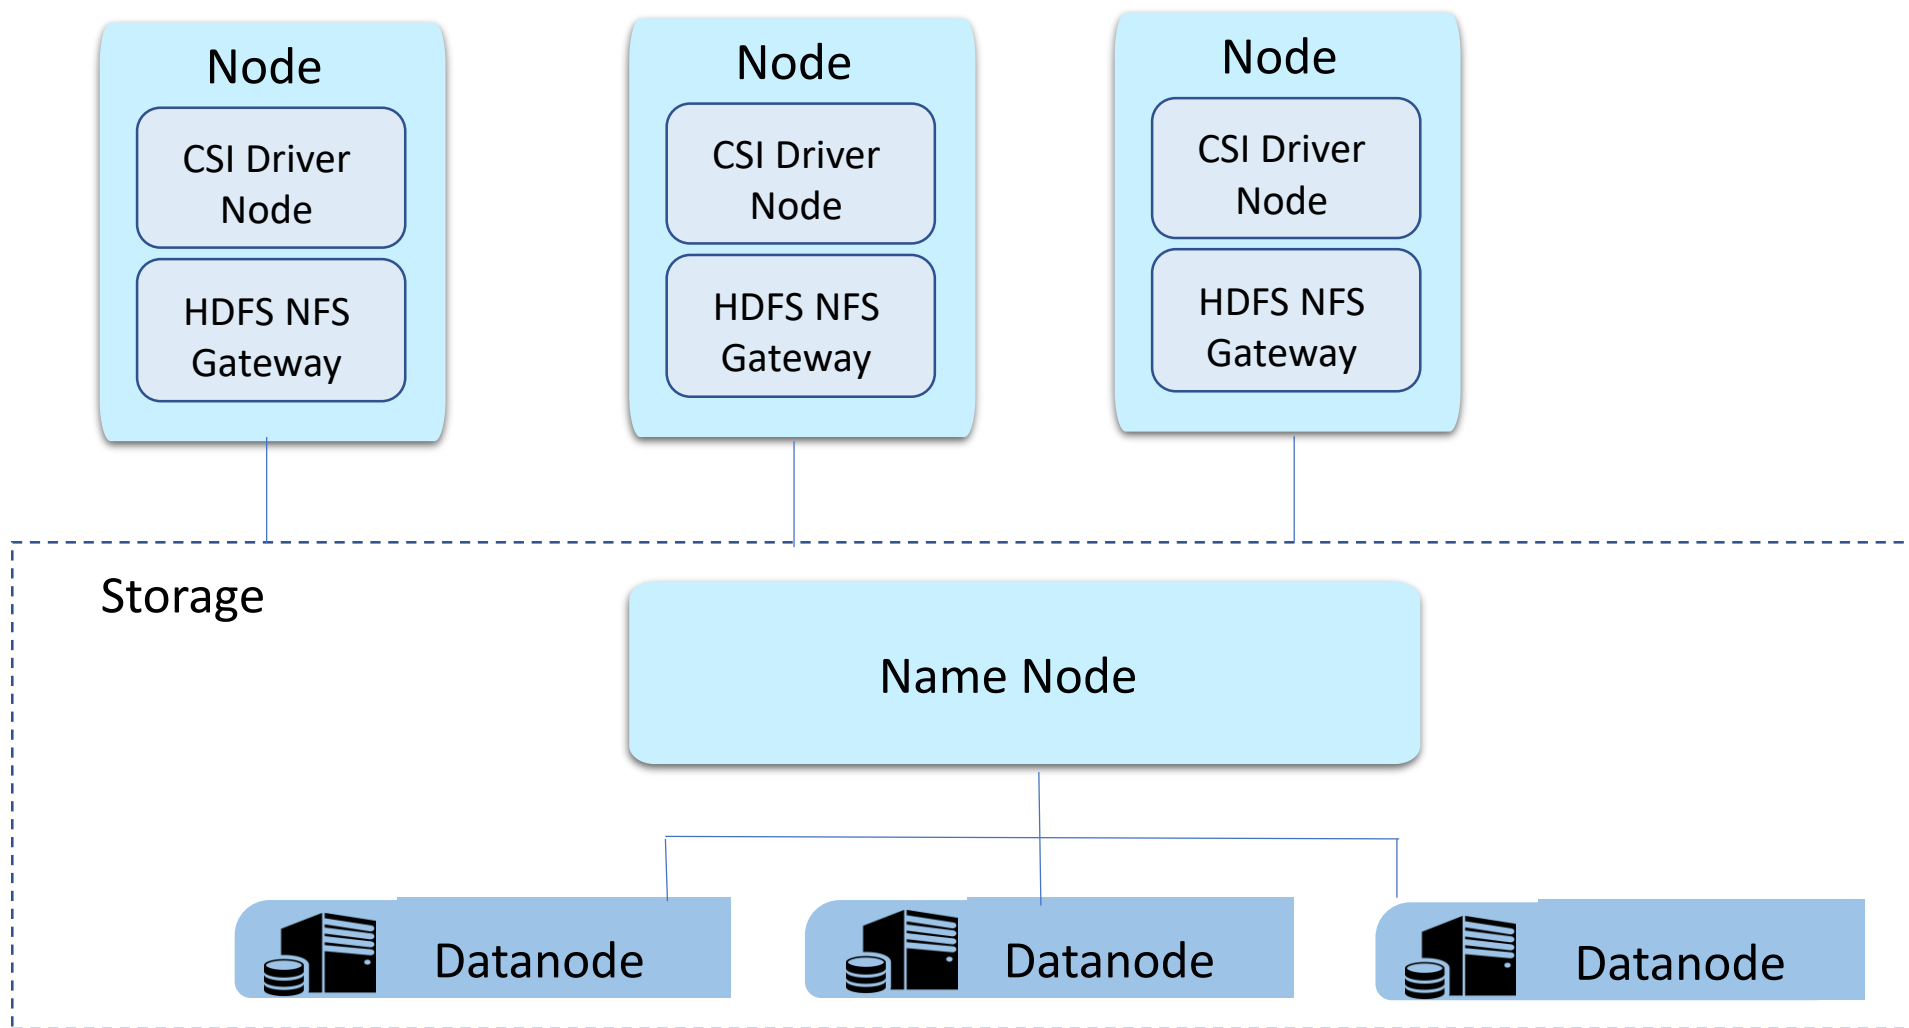 Node
CSI Driver
Node
HDFS NFS
Gateway
Node
CSI Driver
Node
HDFS NFS
Gateway
Node
CSI Driver
Node
HDFS NFS
Gateway
Storage
Name Node
Datanode
Datanode
Datanode